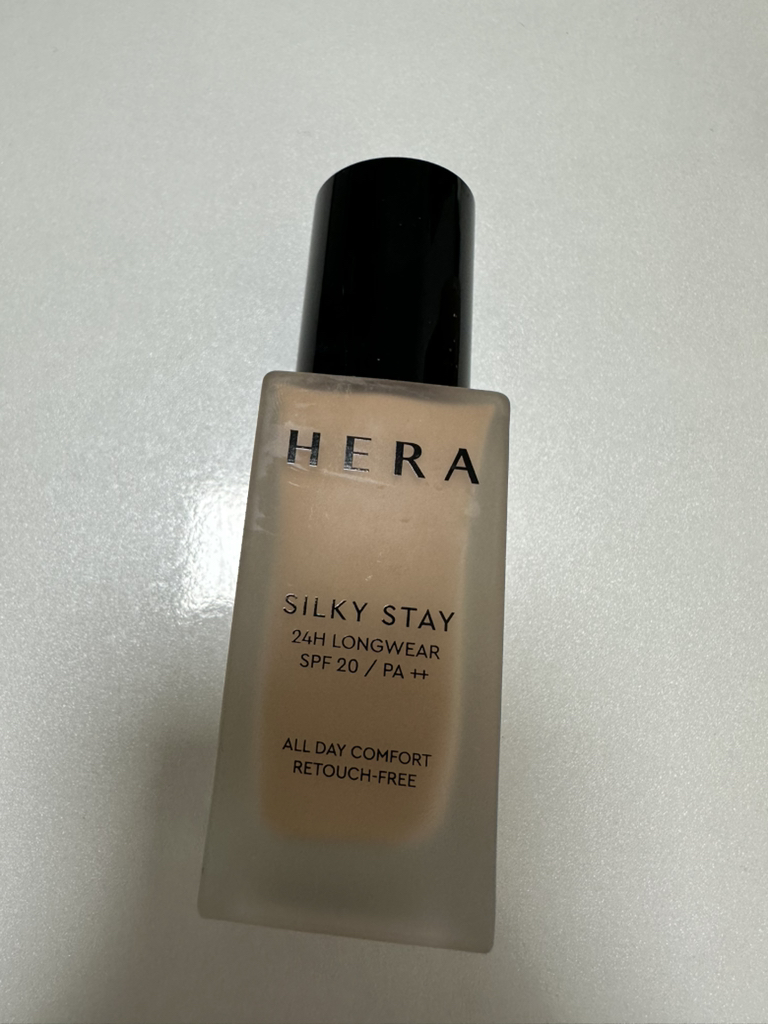 HERA
SILKY STAY
24H LONGWEAR
SPF 20 / PA ++
ALL DAY COMFORT
RETOUCH-FREE